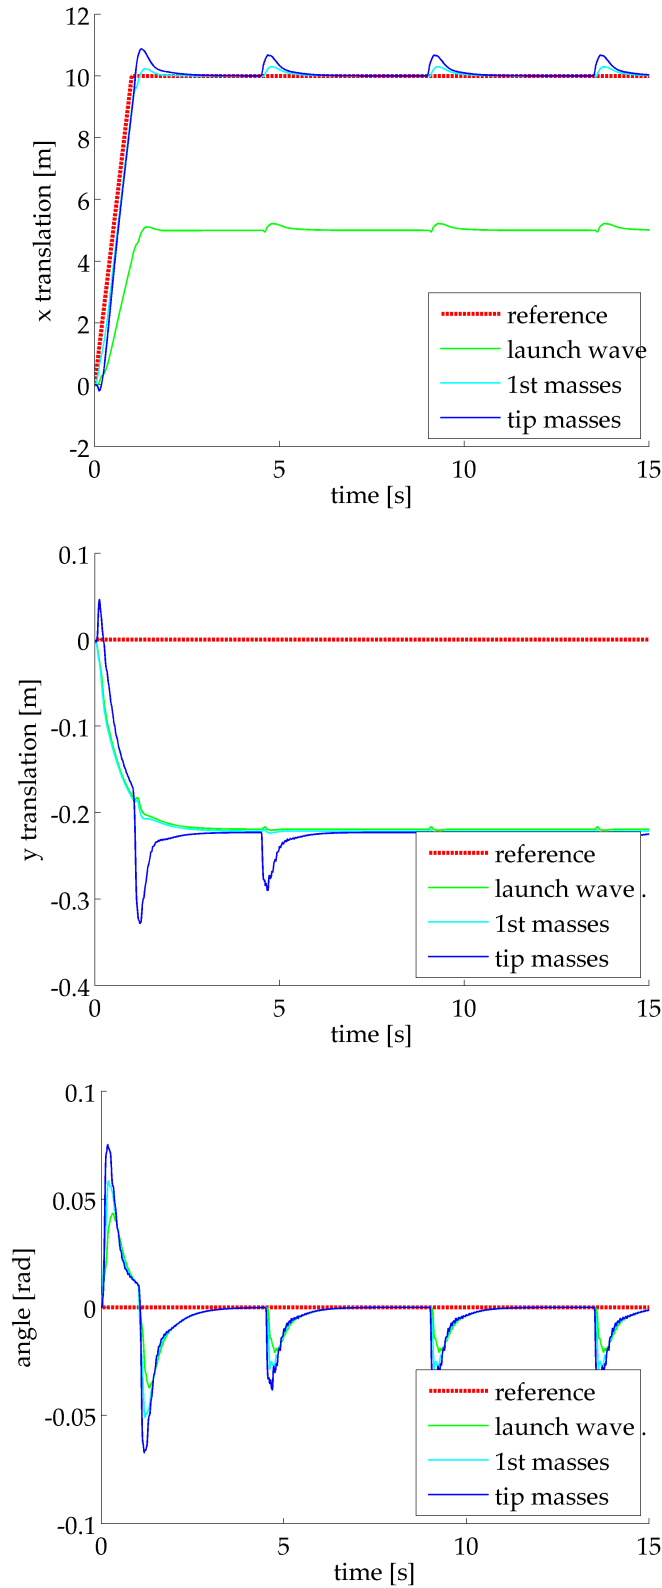 12
10
8
6
4
2
0
-2
x translation [m]
reference
launch wave
1st masses
tip masses
0 5 10 15
time [s]
0.1
0
-0.1
-0.2
-0.3
-0.4
y translation [m]
reference
launch wave .
1st masses
tip masses
0 5 10 15
time [s]
0.1
0.05
0
-0.05
-0.1
angle [rad]
reference
launch wave .
1st masses
tip masses
0 5 10 15
time [s]